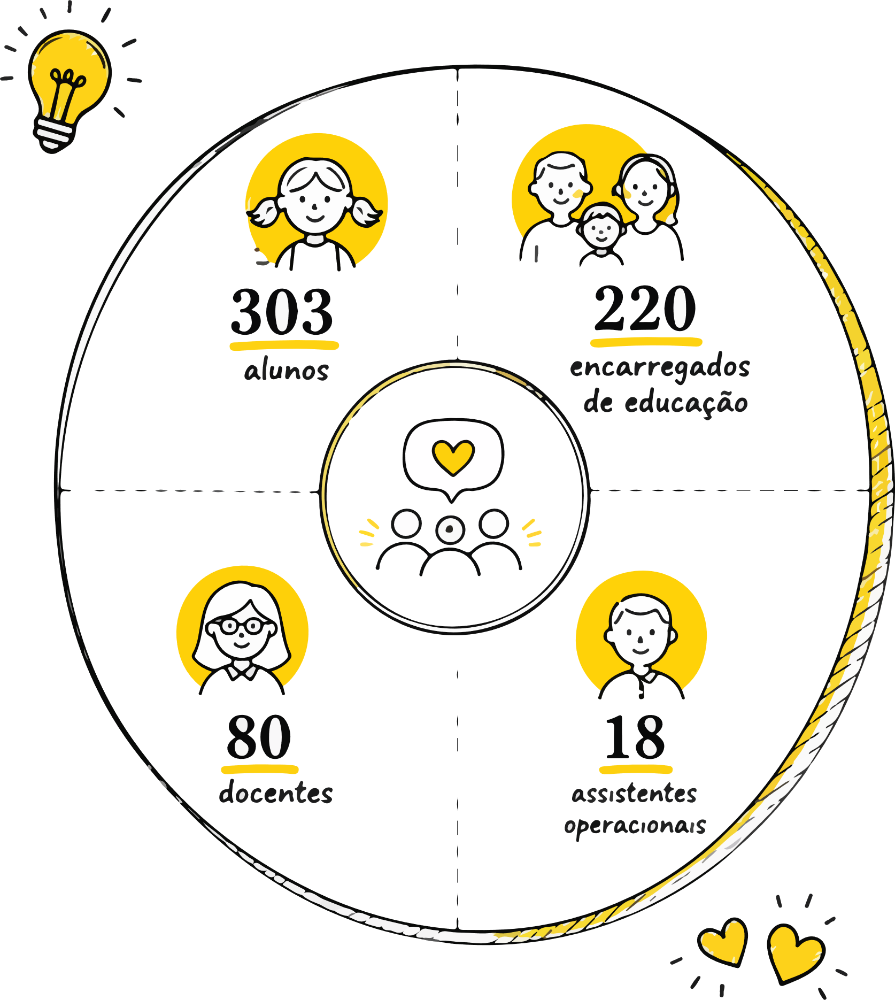 303
alunos
220
encarregados
de educação
80
docentes
18
assistentes
operacionais